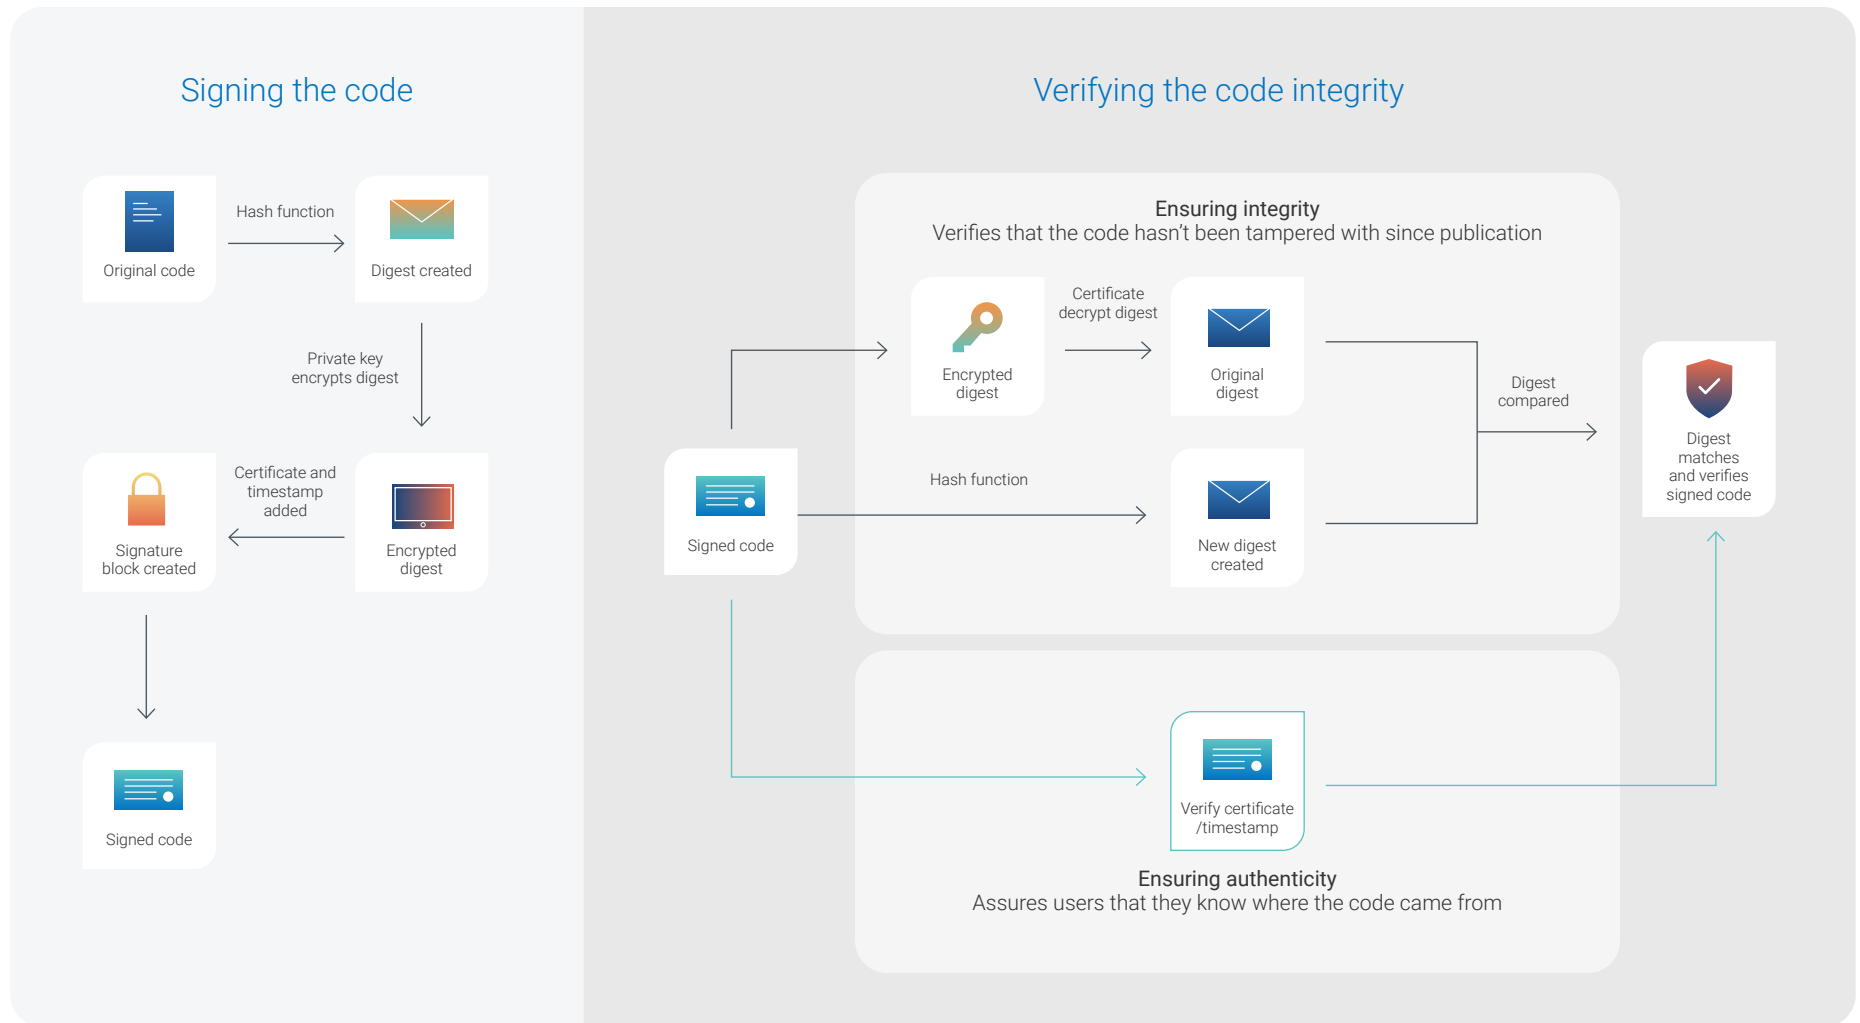 Signing the code
Original code
Hash function
Digest created
Private key
encrypts digest
Encrypted
digest
Certificate and
timestamp
added
Signature
block created
Signed code
Verifying the code integrity
Ensuring integrity
Verifies that the code hasn't been tampered with since publication
Signed code
Encrypted
digest
Certificate
decrypt digest
Original
digest
Hash function
New digest
created
Digest
compared
Digest
matches
and verifies
signed code
Verify certificate
/timestamp
Ensuring authenticity
Assures users that they know where the code came from